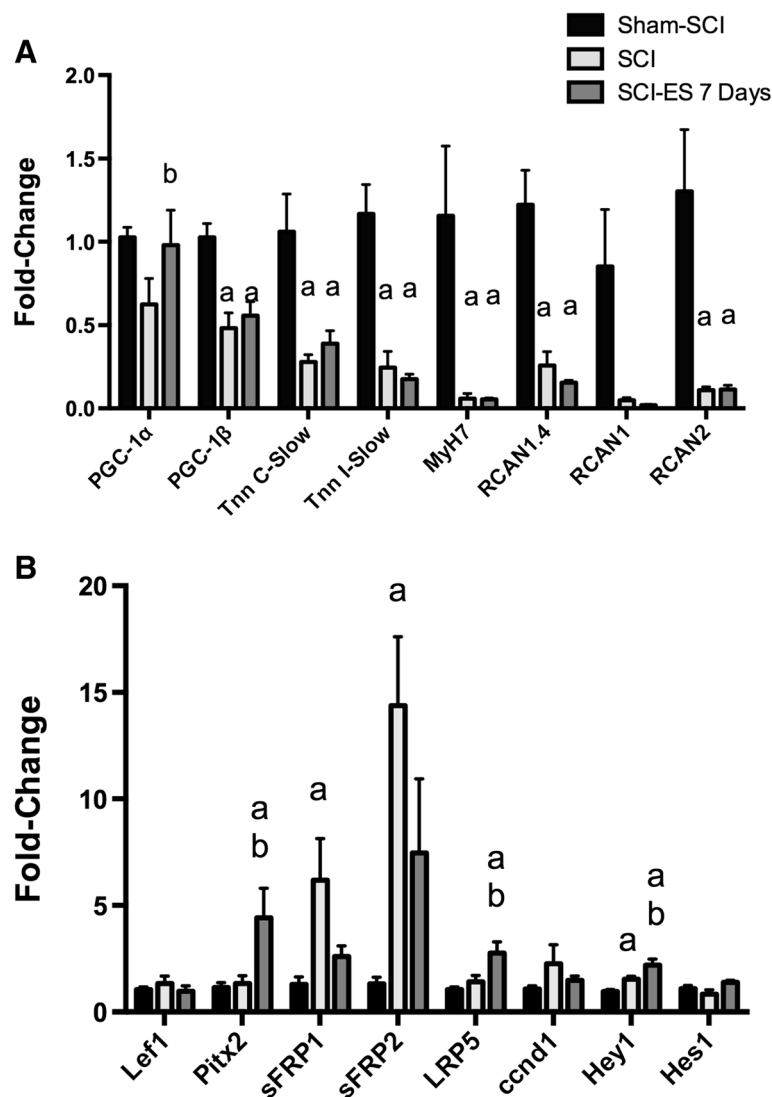 Sham-SCI
SCI
SCI-ES 7 Days
A
Fold-Change
2.0
1.5
1.0
0.5
0.0
b
a a
a a
a a
a a
a a
a a
PGC-1α
PGC-1β
Tnn C-Slow
Tnn I-Slow
MyH7
RCAN1.4
RCAN1
RCAN2
B
Fold-Change
20
15
10
5
0
a
b
a
a
a
b
a
a
b
Lef1
Pitx2
sFRP1
sFRP2
LRP5
ccnd1
Hey1
Hes1